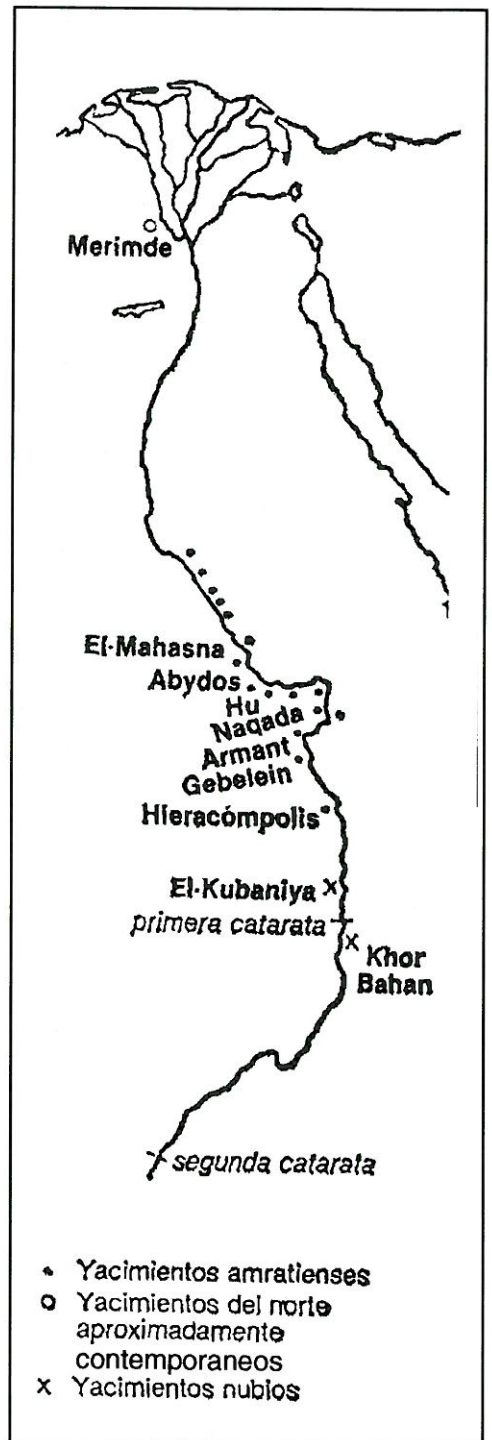 Merimde
El-Mahasna
Abydos
Hu
Naqada
Armant
Gebelein
Hieracómpolis
El-Kubaniya
primera catarata
Khor
Bahan
segunda catarata
Yacimientos amratienses
Yacimientos del norte
aproximadamente
contemporaneos
Yacimientos nubios